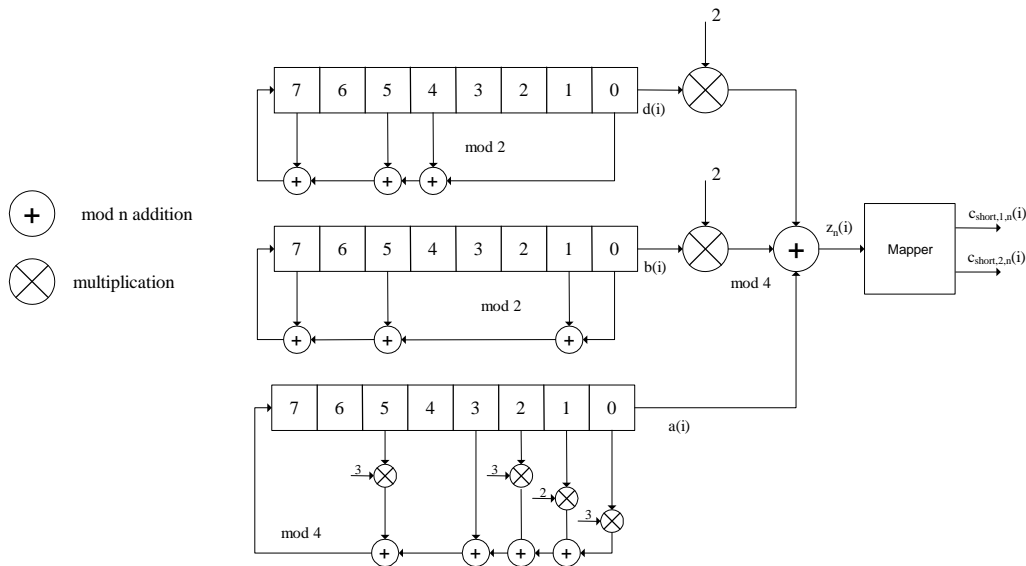 2
7 6 5 4 3 2 1 0
d(i)
mod 2
+ + +
2
+ mod n addition
7 6 5 4 3 2 1 0
b(i)
+
mod 4
z_n(i)
Mapper
c_short,1,n(i)
c_short,2,n(i)
multiplication
mod 2
+ + +
7 6 5 4 3 2 1 0
a(i)
3
3
2
3
mod 4
+ + + +